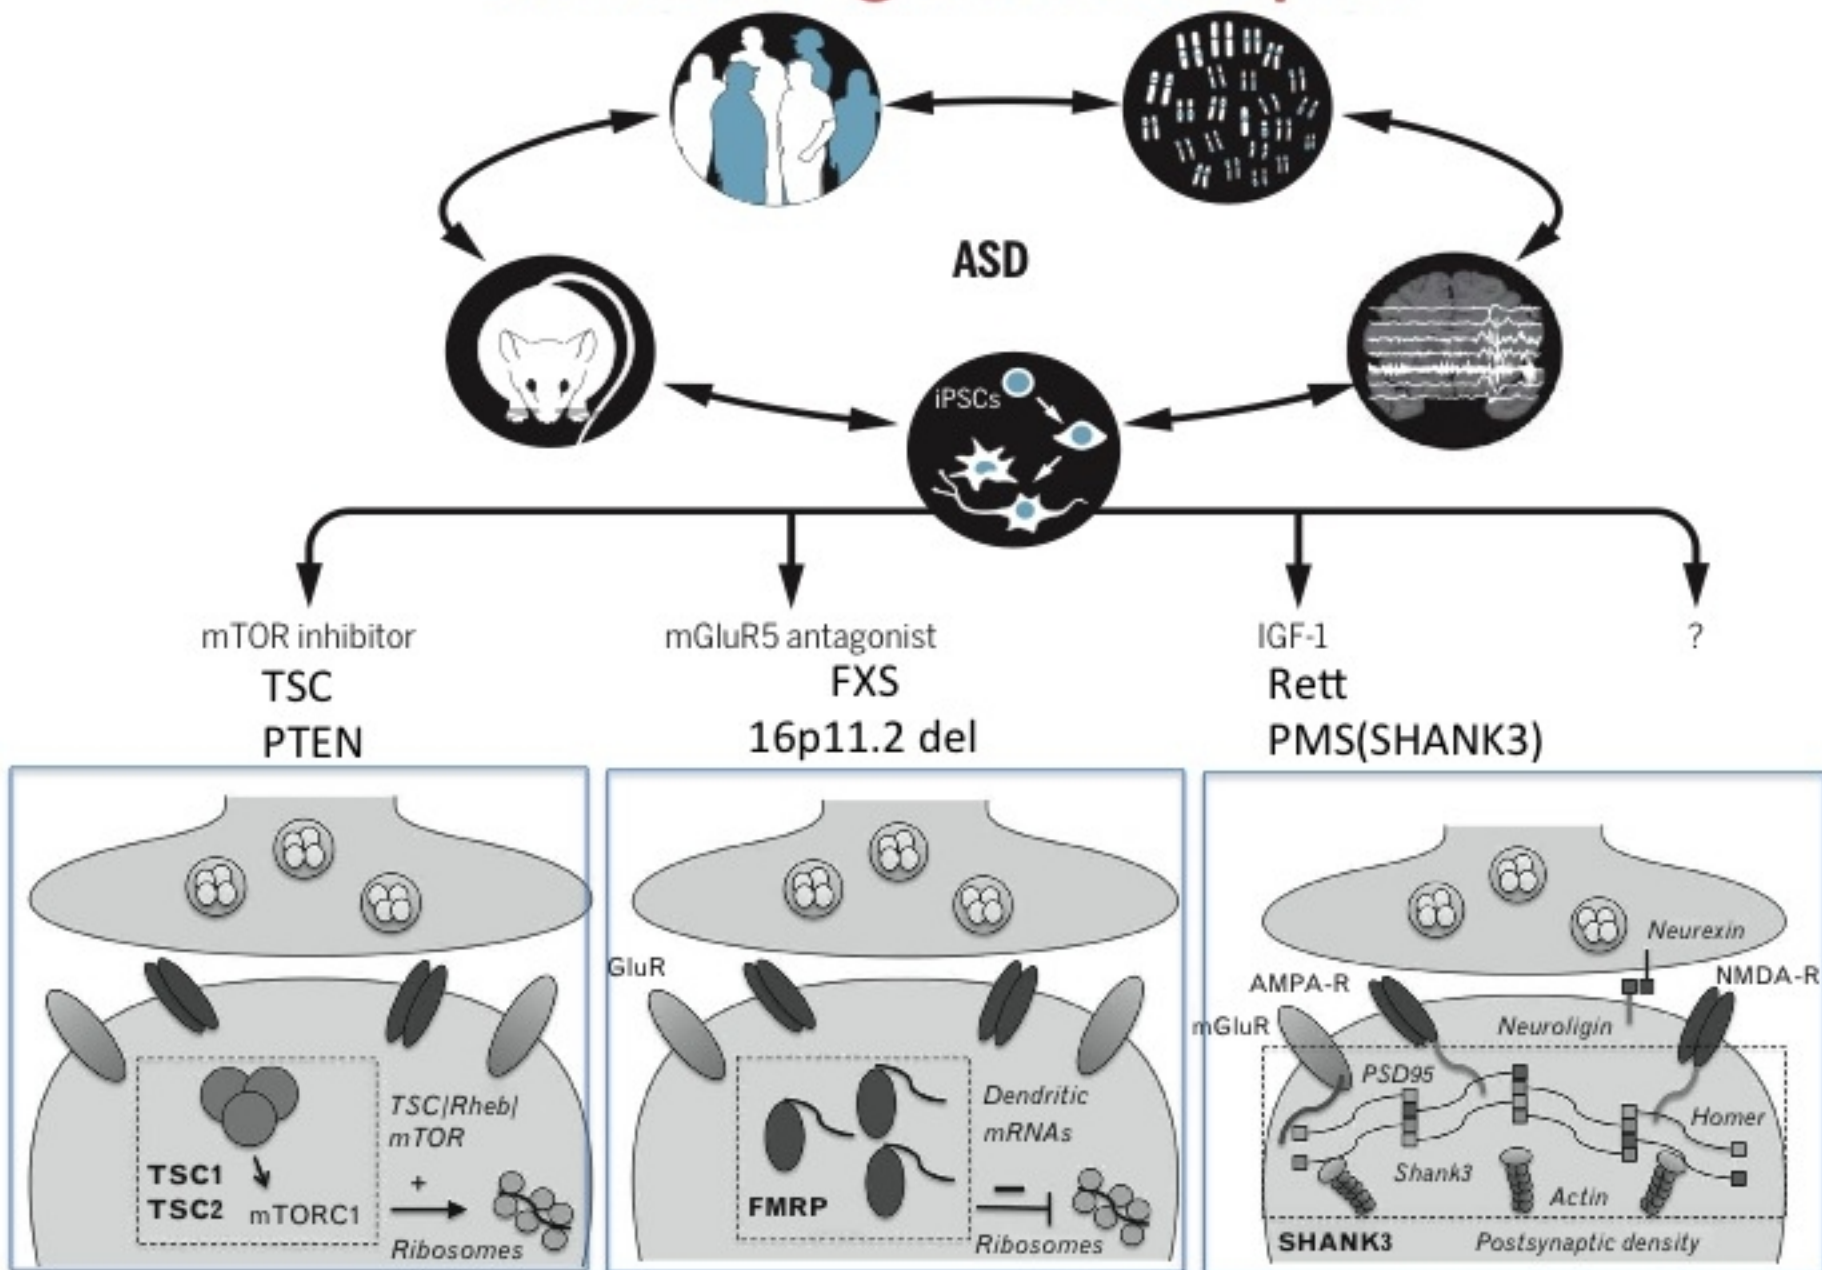 ASD
iPSCs
mTOR inhibitor
TSC
PTEN
mGluR5 antagonist
FXS
16p11.2 del
IGF-1
Rett
PMS(SHANK3)
?
TSC/Rheb/
mTOR
TSC1
TSC2
mTORC1
+
Ribosomes
GluR
Dendritic
mRNAs
FMRP
–
Ribosomes
Neurexin
AMPA-R
NMDA-R
mGluR
Neuroligin
PSD95
Homer
Shank3
Actin
SHANK3
Postsynaptic density